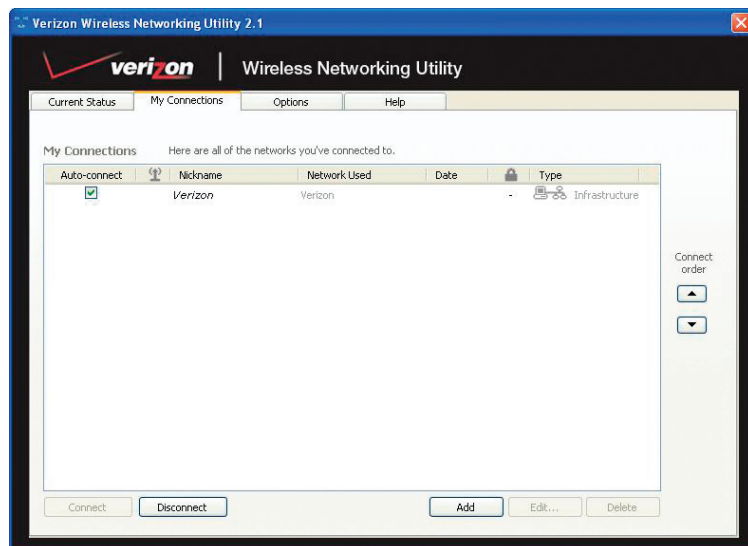 Verizon Wireless Networking Utility 2.1
verizon | Wireless Networking Utility
Current Status My Connections Options Help
My Connections Here are all of the networks you've connected to.
Auto-connect Nickname Network Used Date Type
Verizon Verizon - Infrastructure
Connect
order
Connect Disconnect Add Edit... Delete